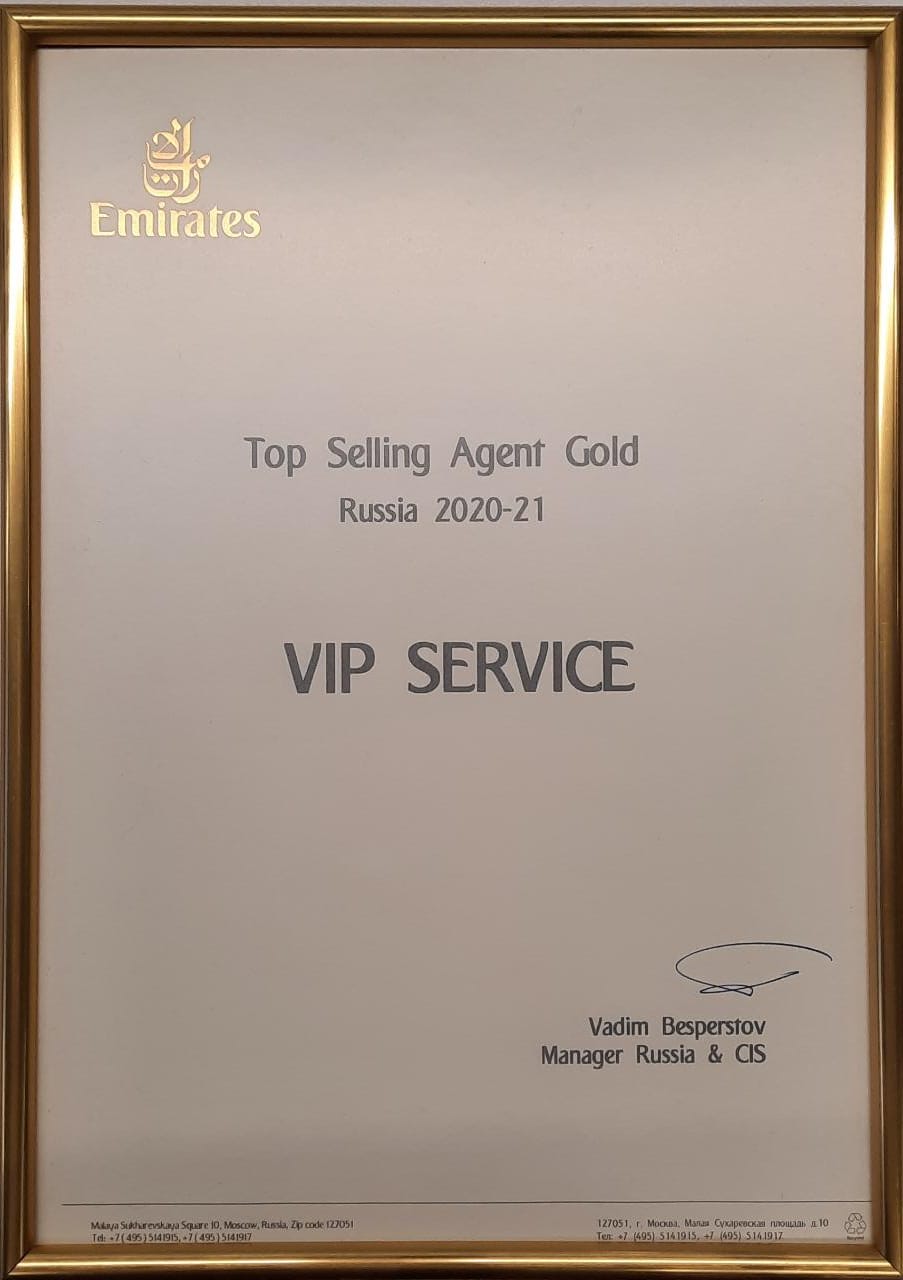 الإمارات
Emirates
Top Selling Agent Gold
Russia 2020-21
VIP SERVICE
Vadim Besperstov
Manager Russia & CIS
Malaya Sukharevskaya Square 10, Moscow, Russia, Zip code 127051
Tel: +7 ( 495 ) 5141915, +7 ( 495 ) 5141917
127051, г. Москва, Малая Сухаревская площадь д.10
Тел: +7 (495) 5141915, +7 (495) 5141917